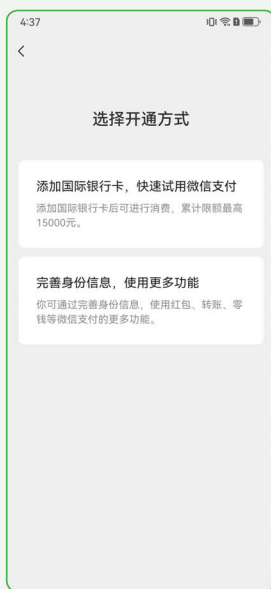 4:37
选择开通方式
添加国际银行卡，快速试用微信支付
添加国际银行卡后可进行消费，累计限额最高
15000元。
完善身份信息，使用更多功能
你可通过完善身份信息，使用红包、转账、零
钱等微信支付的更多功能。